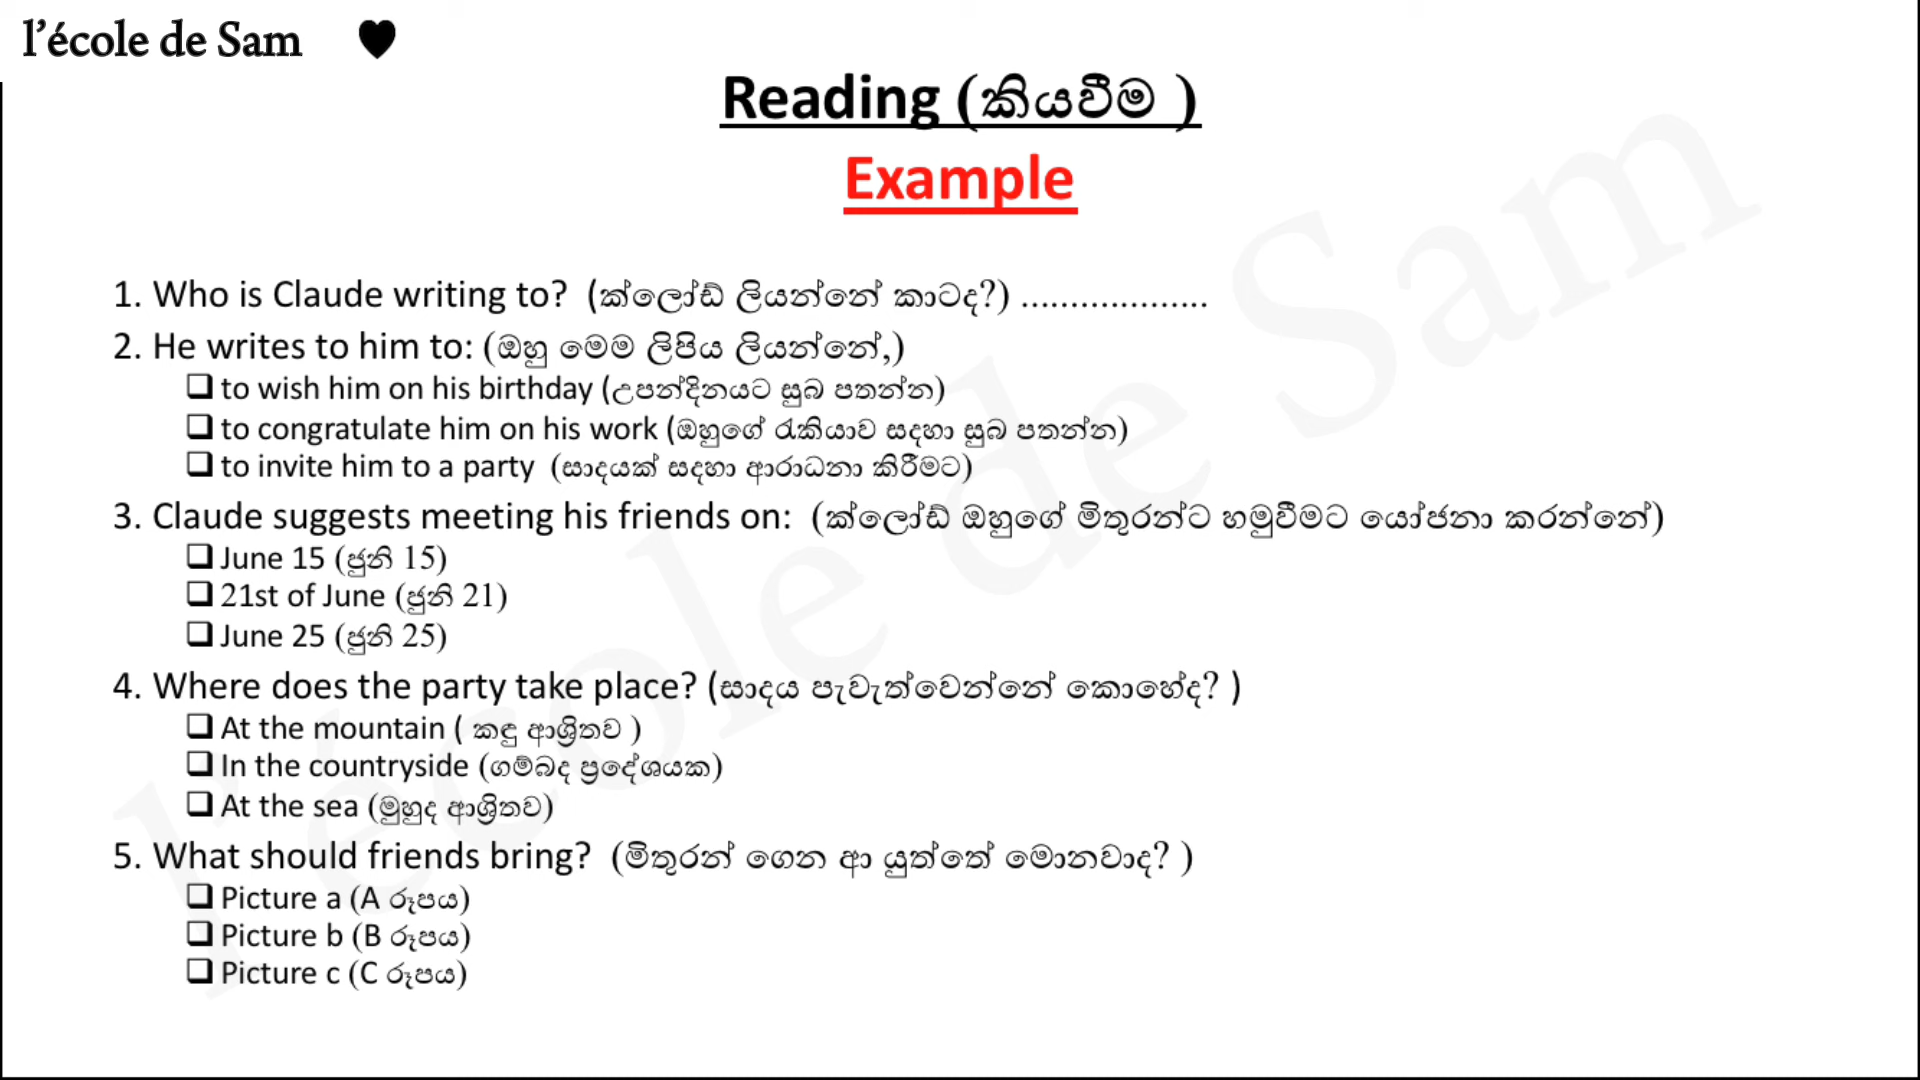 l’école de Sam ♥
Reading (කියවීම )
Example
1. Who is Claude writing to?  (ක්ලෝඩ් ලියන්නේ කාටද?) ...................
2. He writes to him to: (ඔහු මෙම ලිපිය ලියන්නේ,)
❑ to wish him on his birthday (උපන්දිනයට සුබ පතන්න)
❑ to congratulate him on his work (ඔහුගේ රැකියාව සදහා සුබ පතන්න)
❑ to invite him to a party  (සාදයක් සදහා ආරාධනා කිරීමට)
3. Claude suggests meeting his friends on:  (ක්ලෝඩ් ඔහුගේ මිතුරන්ට හමුවීමට යෝජනා කරන්නේ)
❑ June 15 (ජුනි 15)
❑ 21st of June (ජුනි 21)
❑ June 25 (ජුනි 25)
4. Where does the party take place? (සාදය පැවැත්වෙන්නේ කොහේද? )
❑ At the mountain ( කඳු ආශ්‍රිතව )
❑ In the countryside (ගම්බද ප්‍රදේශයක)
❑ At the sea (මුහුද ආශ්‍රිතව)
5. What should friends bring?  (මිතුරන් ගෙන ආ යුත්තේ මොනවාද? )
❑ Picture a (A රූපය)
❑ Picture b (B රූපය)
❑ Picture c (C රූපය)
l’école de Sam